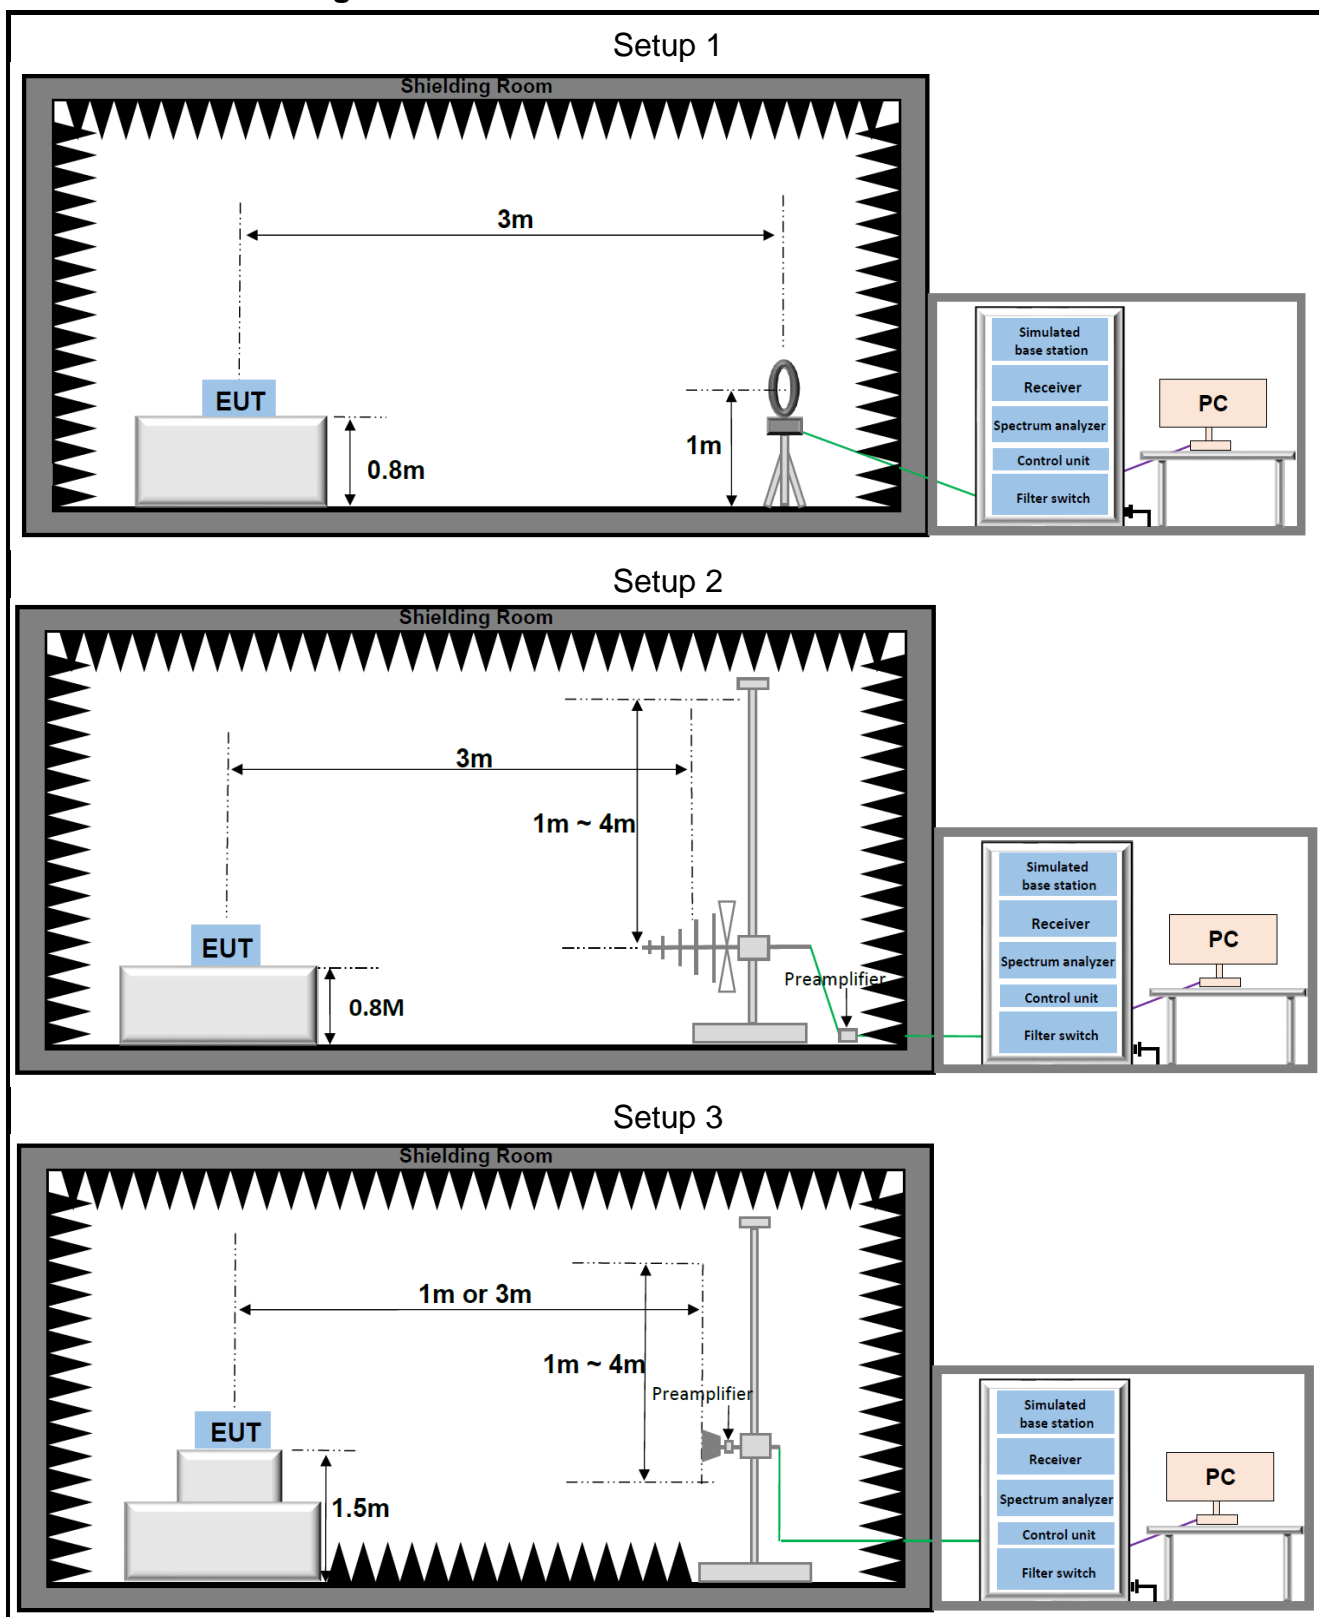 Setup 1
Shielding Room
3m
EUT
0.8m
1m
Simulated
base station
Receiver
Spectrum analyzer
Control unit
Filter switch
PC
Setup 2
Shielding Room
3m
1m ~ 4m
EUT
0.8M
Preamplifier
Simulated
base station
Receiver
Spectrum analyzer
Control unit
Filter switch
PC
Setup 3
Shielding Room
1m or 3m
1m ~ 4m
Preamplifier
EUT
1.5m
Simulated
base station
Receiver
Spectrum analyzer
Control unit
Filter switch
PC